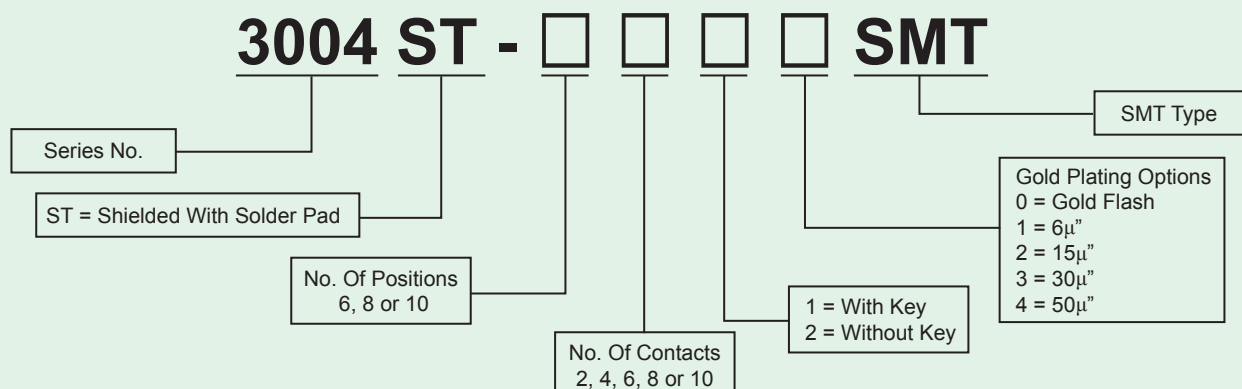 3004 ST - □ □ □ □ SMT
SMT Type
Series No.
Gold Plating Options
0 = Gold Flash
1 = 6μ”
2 = 15μ”
3 = 30μ”
4 = 50μ”
ST = Shielded With Solder Pad
No. Of Positions
6, 8 or 10
1 = With Key
2 = Without Key
No. Of Contacts
2, 4, 6, 8 or 10